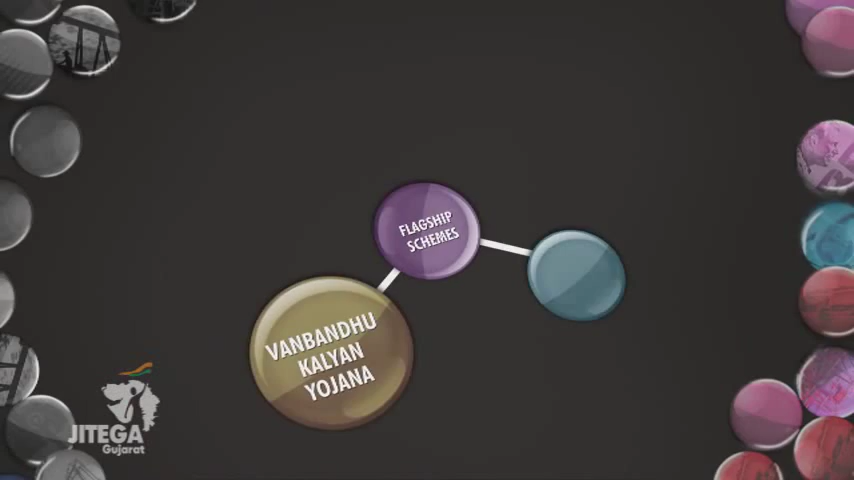 FLAGSHIP
SCHEMES
VANBANDHU
KALYAN
YOJANA
JITEGA
Gujarat